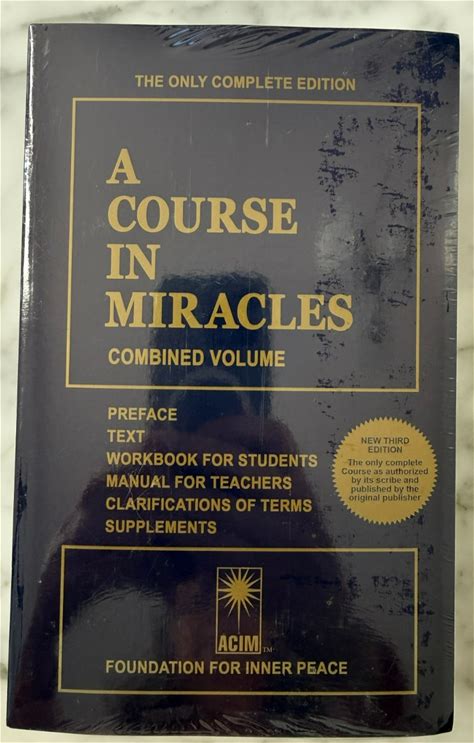 THE ONLY COMPLETE EDITION
A
COURSE
IN
MIRACLES
COMBINED VOLUME
PREFACE
TEXT
WORKBOOK FOR STUDENTS
MANUAL FOR TEACHERS
CLARIFICATIONS OF TERMS
SUPPLEMENTS
NEW THIRD
EDITION
The only complete
Course as authorized
by its scribe and
published by the
original publisher
ACIM TM
FOUNDATION FOR INNER PEACE